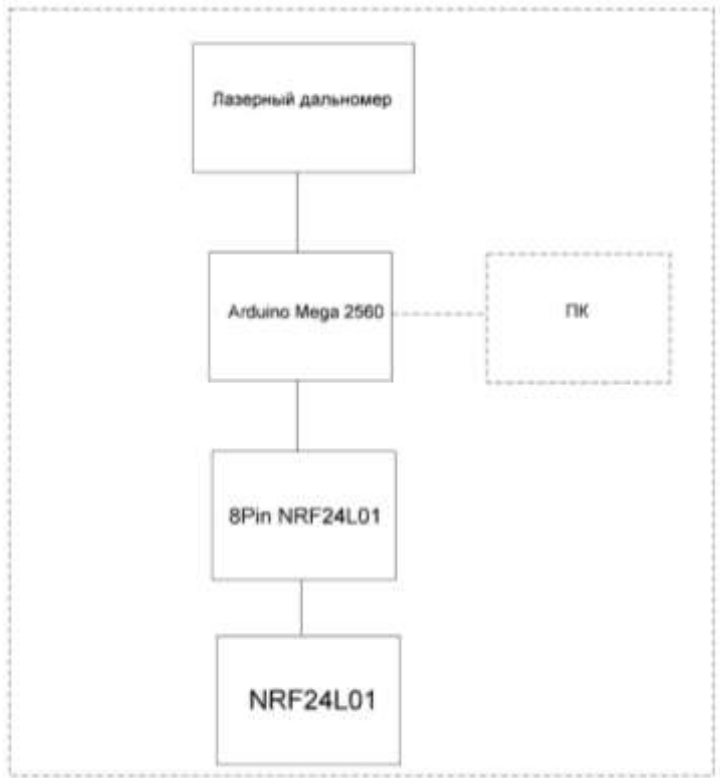 Лазерный дальномер
Arduino Mega 2560
ПК
8Pin NRF24L01
NRF24L01